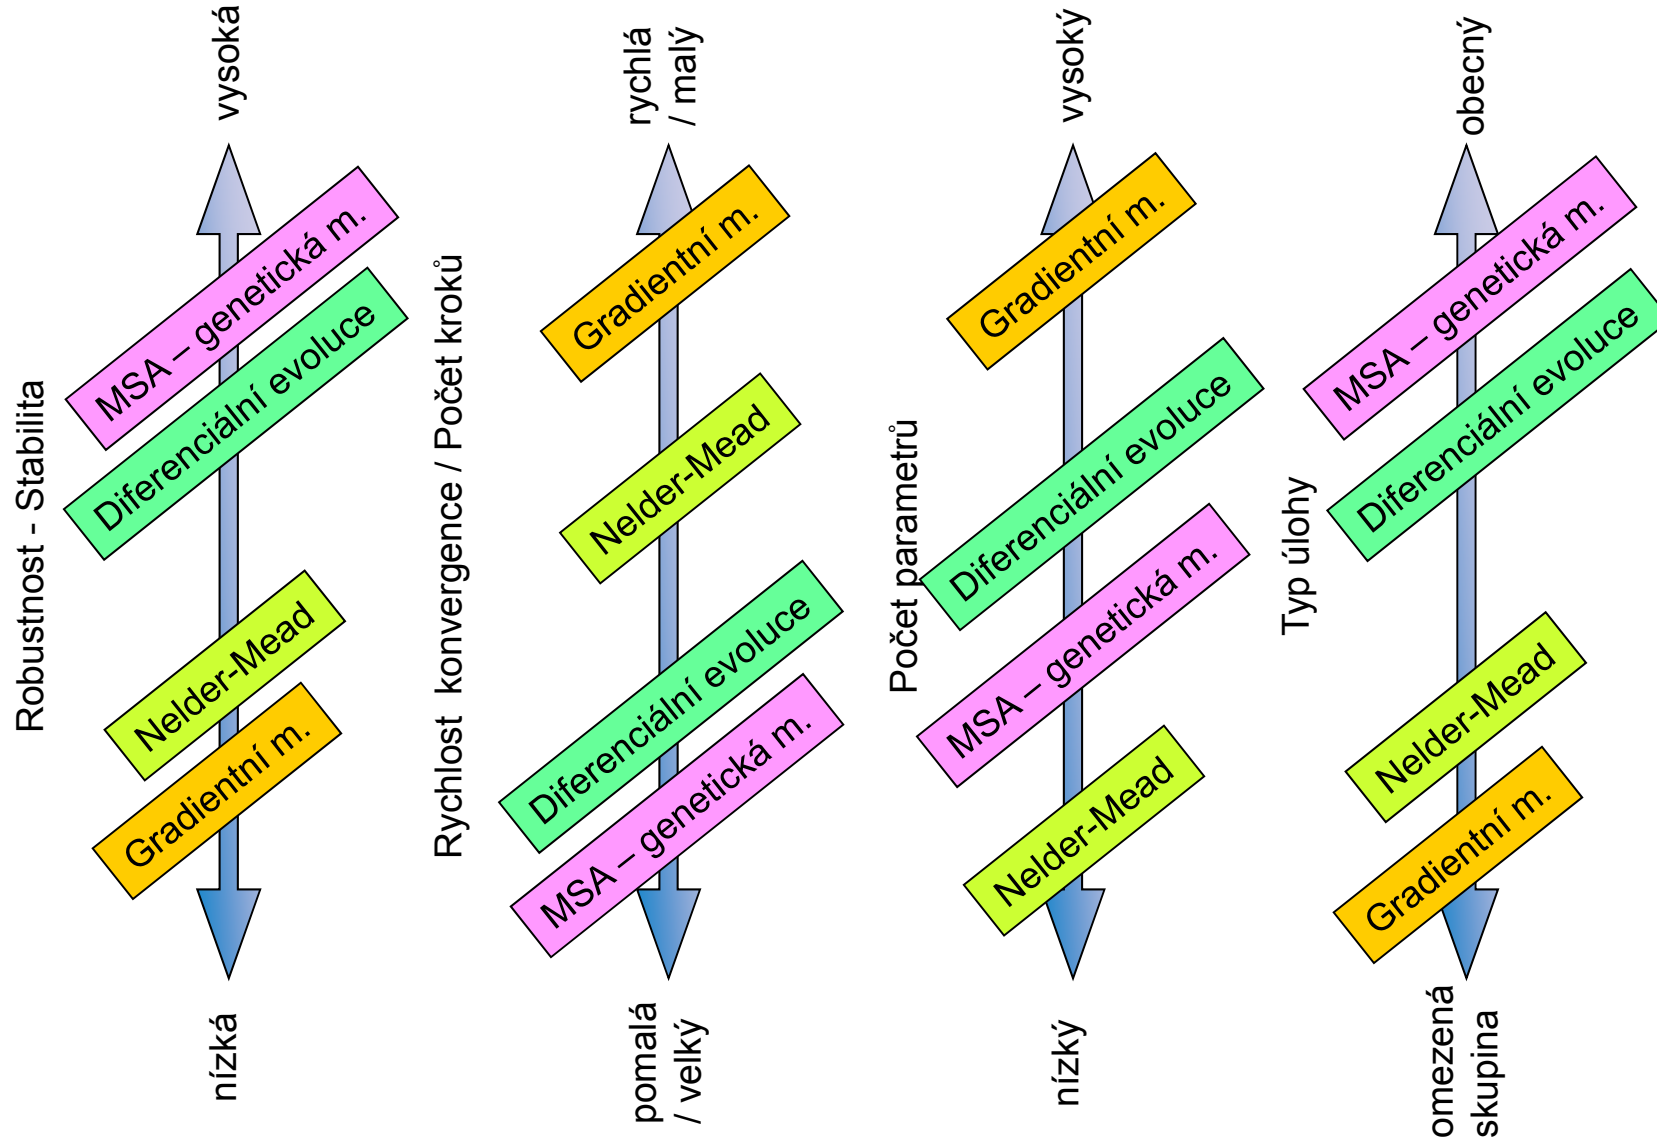 Robustnost - Stabilita
vysoká
MSA – genetická m.
Diferenciální evoluce
Nelder-Mead
Gradientní m.
nízká
Rychlost konvergence / Počet kroků
rychlá
/ malý
Gradientní m.
Nelder-Mead
Diferenciální evoluce
MSA – genetická m.
pomalá
/ velký
Počet parametrů
vysoký
Gradientní m.
Diferenciální evoluce
MSA – genetická m.
Nelder-Mead
nízký
Typ úlohy
obecný
MSA – genetická m.
Diferenciální evoluce
Nelder-Mead
Gradientní m.
omezená
skupina